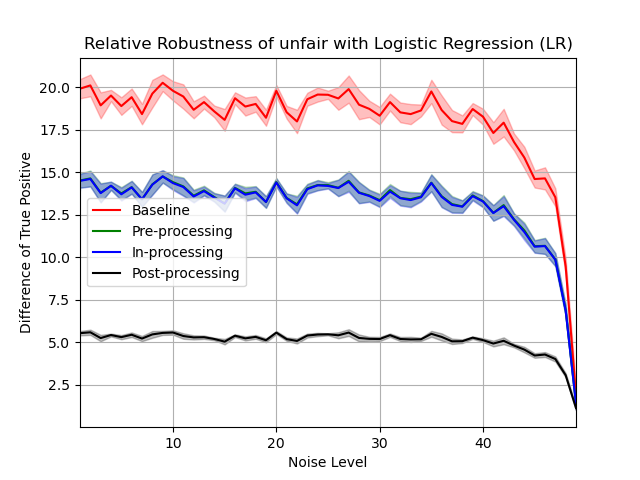 Relative Robustness of unfair with Logistic Regression (LR)
Difference of True Positive
20.0
17.5
15.0
12.5
10.0
7.5
5.0
2.5
Baseline
Pre-processing
In-processing
Post-processing
10 20 30 40
Noise Level